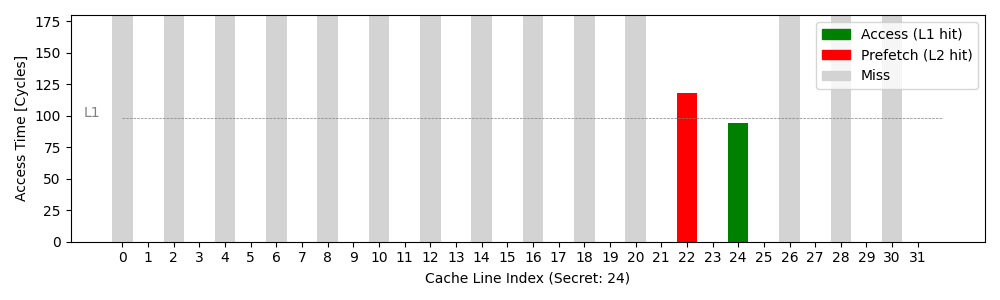 175
150
125
100
75
50
25
0
Access Time [Cycles]
L1
Access (L1 hit)
Prefetch (L2 hit)
Miss
0 1 2 3 4 5 6 7 8 9 10 11 12 13 14 15 16 17 18 19 20 21 22 23 24 25 26 27 28 29 30 31
Cache Line Index (Secret: 24)